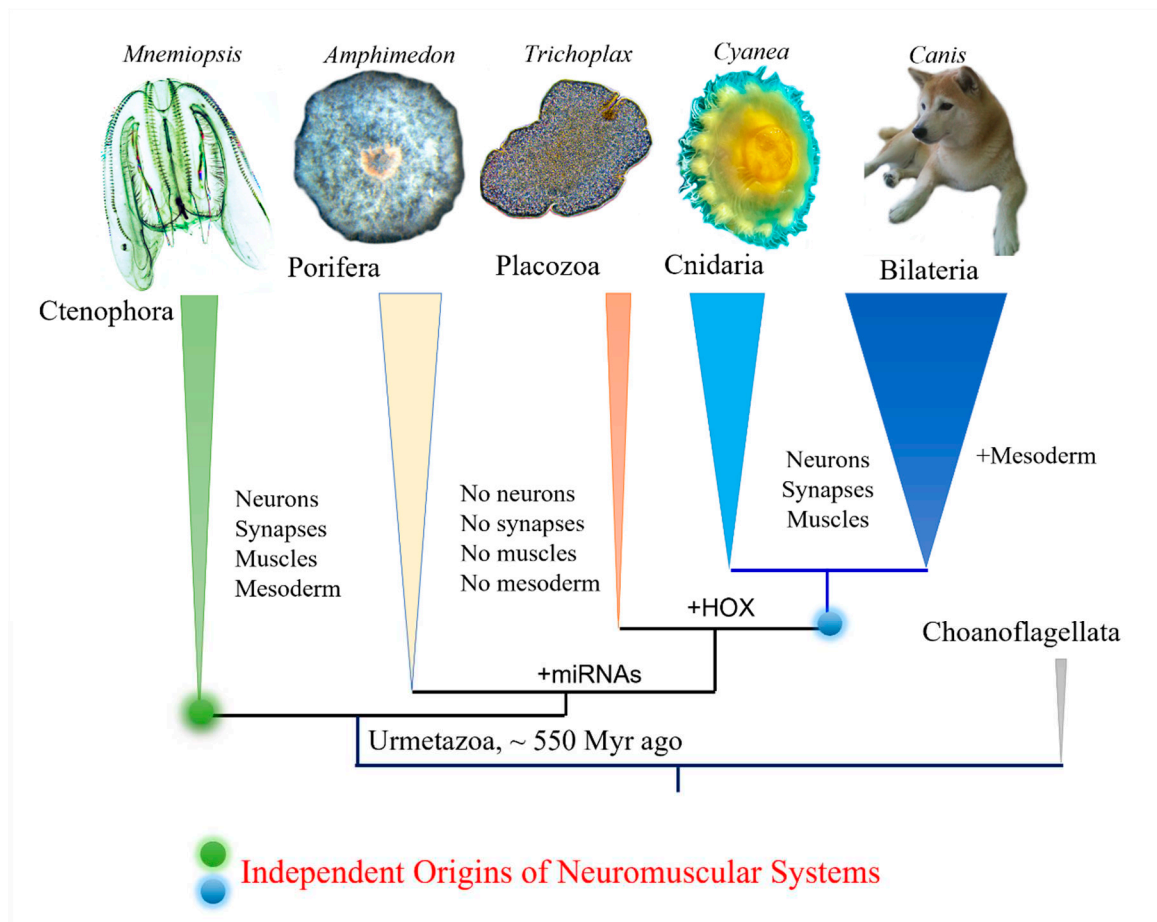 Mnemiopsis
Amphimedon
Trichoplax
Cyanea
Canis
Ctenophora
Porifera
Placozoa
Cnidaria
Bilateria
Neurons
Synapses
Muscles
Mesoderm
No neurons
No synapses
No muscles
No mesoderm
Neurons
Synapses
Muscles
+Mesoderm
+HOX
Choanoflagellata
+miRNAs
Urmetazoa, ~ 550 Myr ago
Independent Origins of Neuromuscular Systems